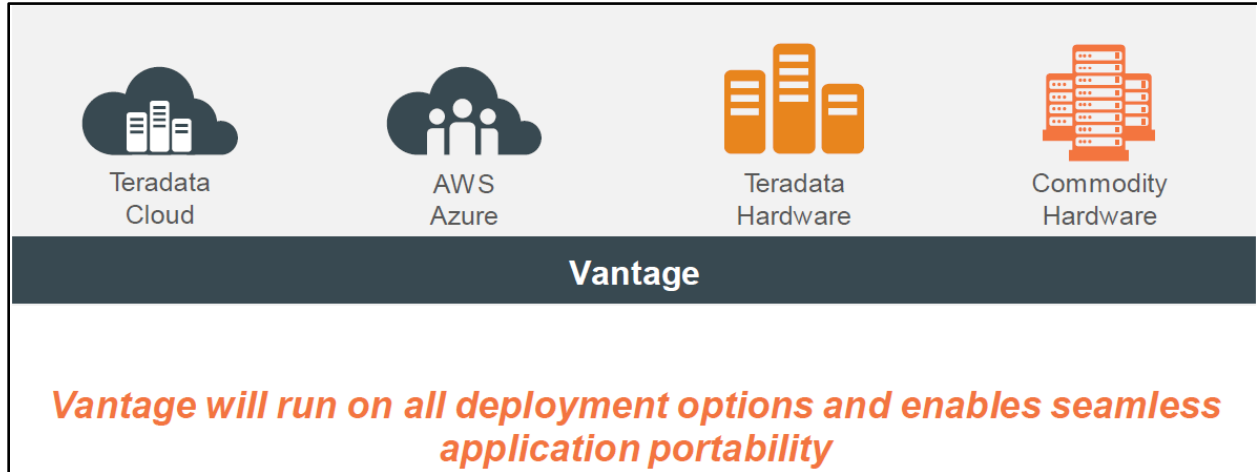 Teradata
Cloud
AWS
Azure
Teradata
Hardware
Commodity
Hardware
Vantage
Vantage will run on all deployment options and enables seamless
application portability